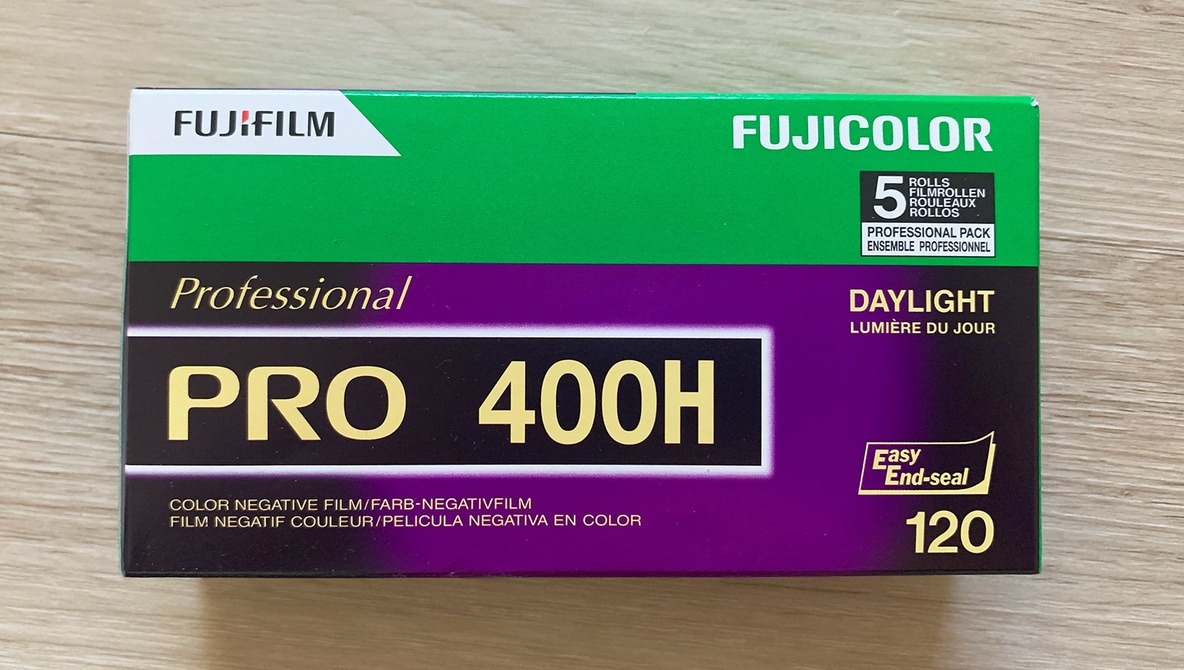 FUJIFILM
FUJICOLOR
5 ROLLS
FILMROLLEN
ROULEAUX
ROLLOS
PROFESSIONAL PACK
ENSEMBLE PROFESSIONNEL
Professional
DAYLIGHT
LUMIÈRE DU JOUR
PRO 400H
Easy
End-seal
COLOR NEGATIVE FILM/FARB-NEGATIVFILM
FILM NEGATIF COULEUR/PELICULA NEGATIVA EN COLOR
120